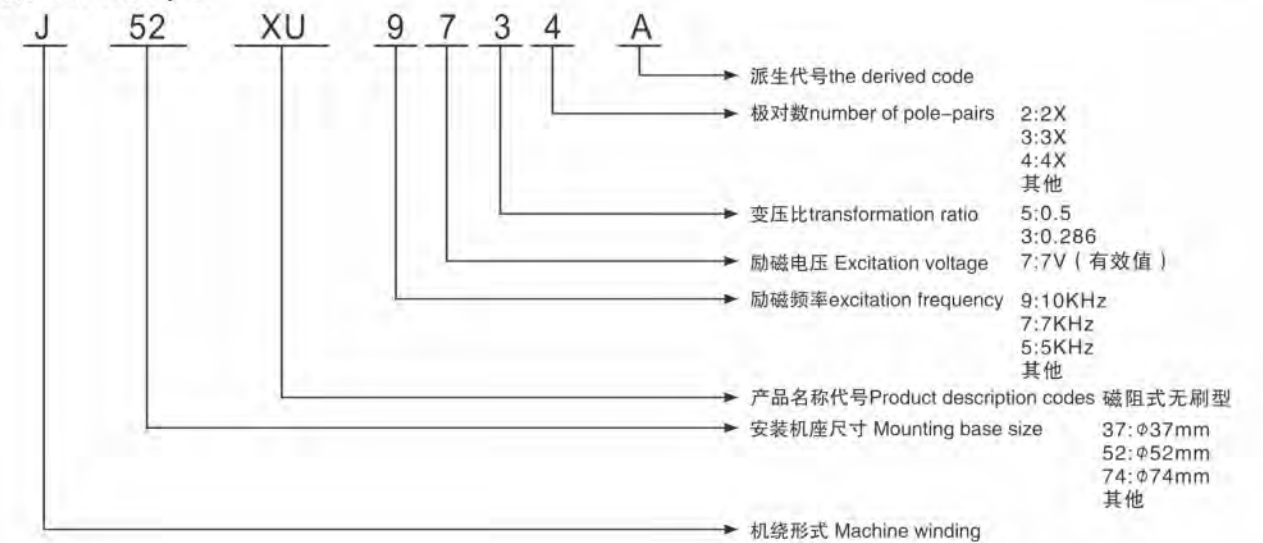 J 52 XU 9 7 3 4 A
派生代号the derived code
极对数number of pole-pairs 2:2X
3:3X
4:4X
其他
变压比transformation ratio 5:0.5
3:0.286
励磁电压 Excitation voltage 7:7V（有效值）
励磁频率excitation frequency 9:10KHz
7:7KHz
5:5KHz
其他
产品名称代号Product description codes 磁阻式无刷型
安装机座尺寸 Mounting base size 37:Φ37mm
52:Φ52mm
74:Φ74mm
其他
机绕形式 Machine winding